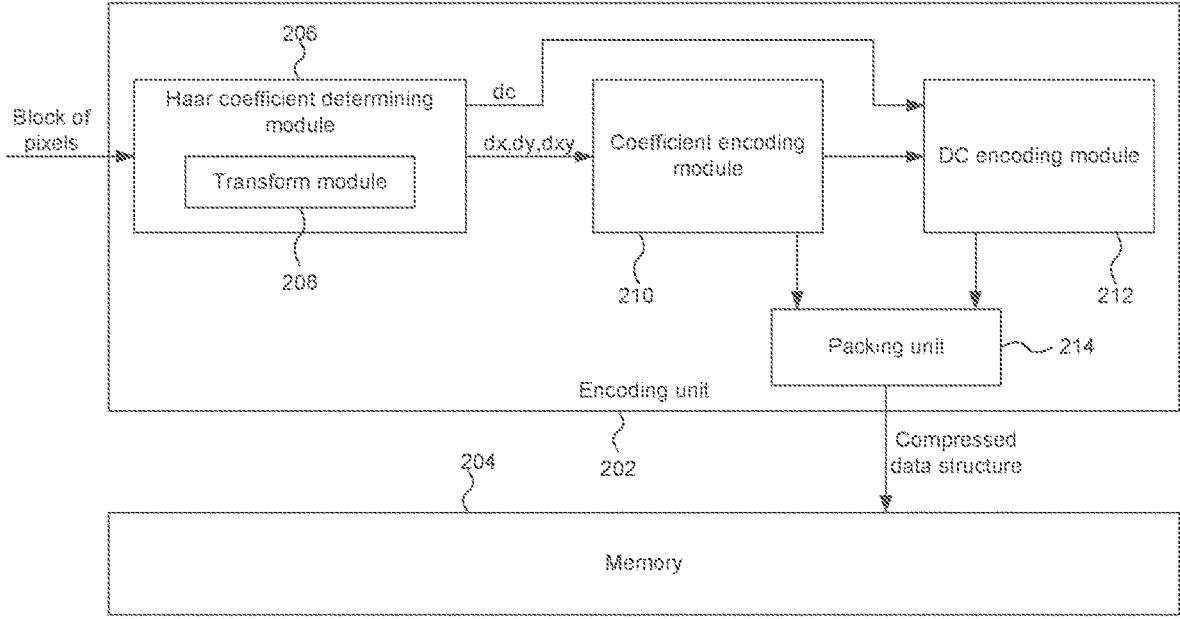 206
Haar coefficient determining
module
Block of
pixels
Transform module
208
dc
dx,dy,dxy
Coefficient encoding
module
210
DC encoding module
212
Packing unit
214
Encoding unit
202
Compressed
data structure
204
Memory